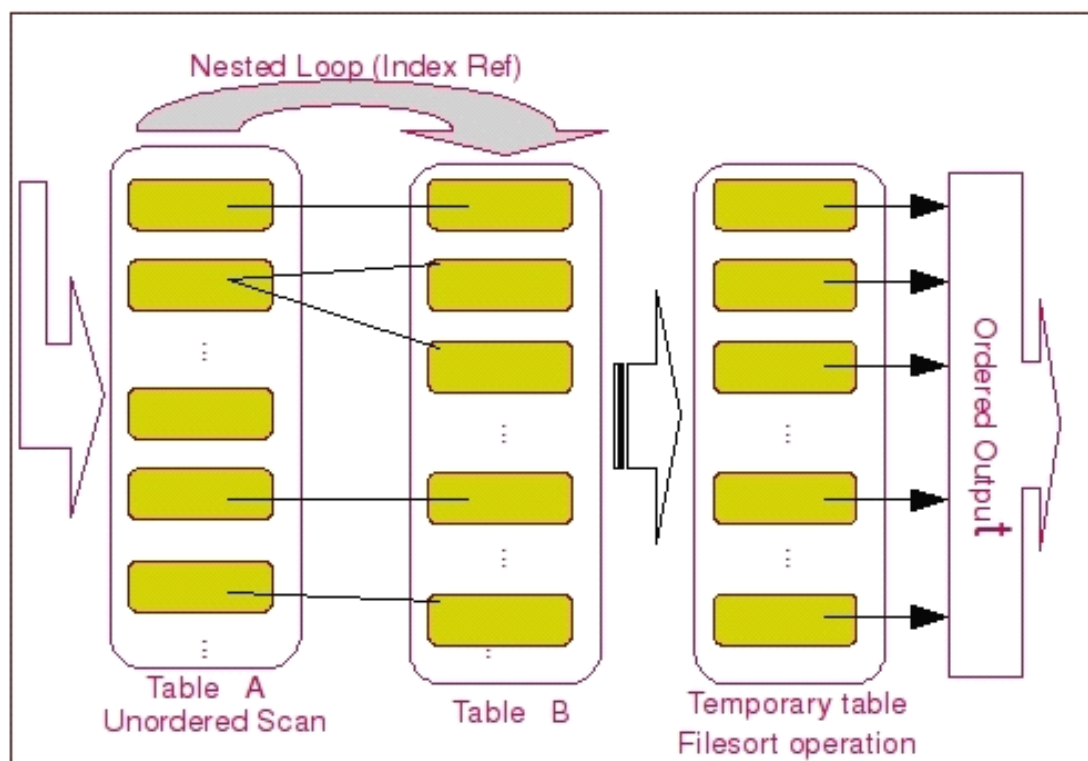 Nested Loop (Index Ref)
Table A
Unordered Scan
Table B
Temporary table
Filesort operation
Ordered Output